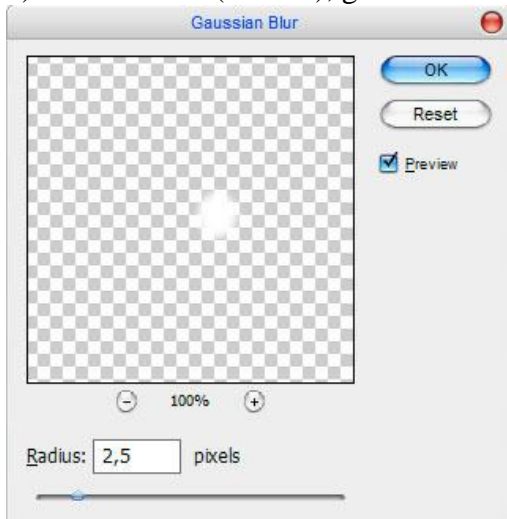 Gaussian Blur
OK
Reset
Preview
100%
Radius: 2,5 pixels